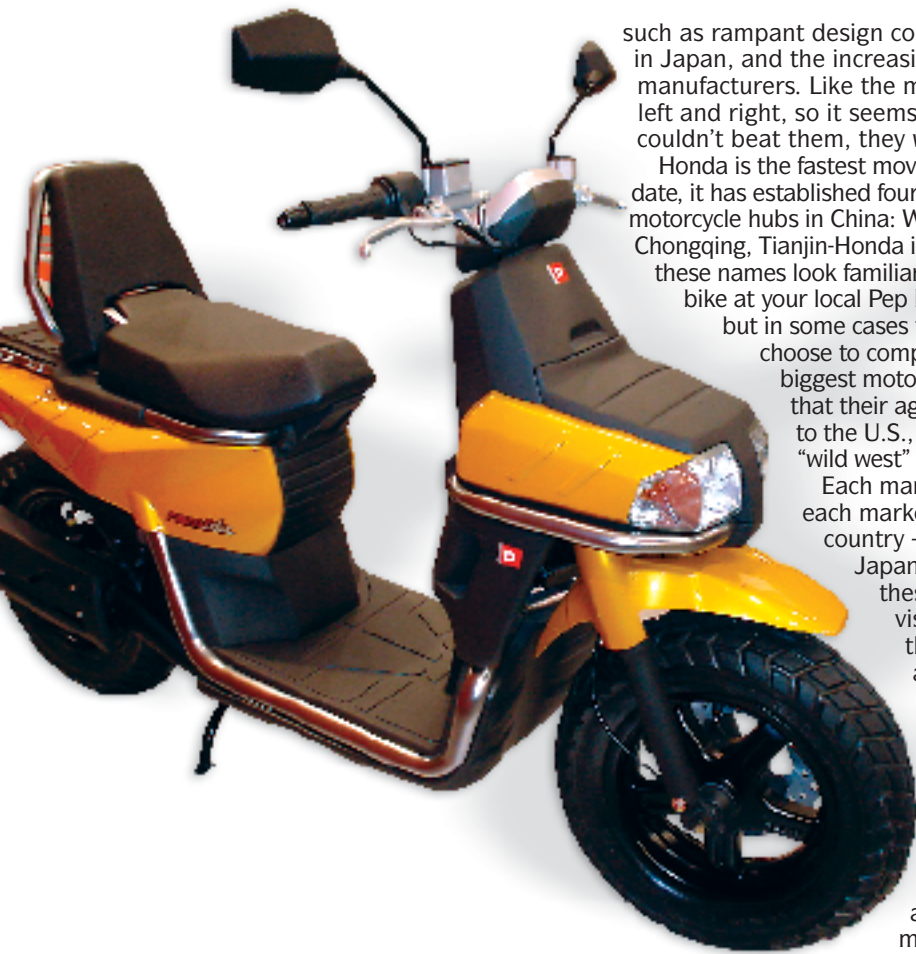 such as rampant design co
in Japan, and the increasi
manufacturers. Like the m
left and right, so it seems
couldn’t beat them, they w
Honda is the fastest mov
date, it has established four
motorcycle hubs in China: W
Chongqing, Tianjin-Honda i
these names look familiar
bike at your local Pep
but in some cases
choose to comp
biggest moto
that their ag
to the U.S.,
“wild west”
Each mar
each marke
country -
Japan
thes
vis
th
a
a
m